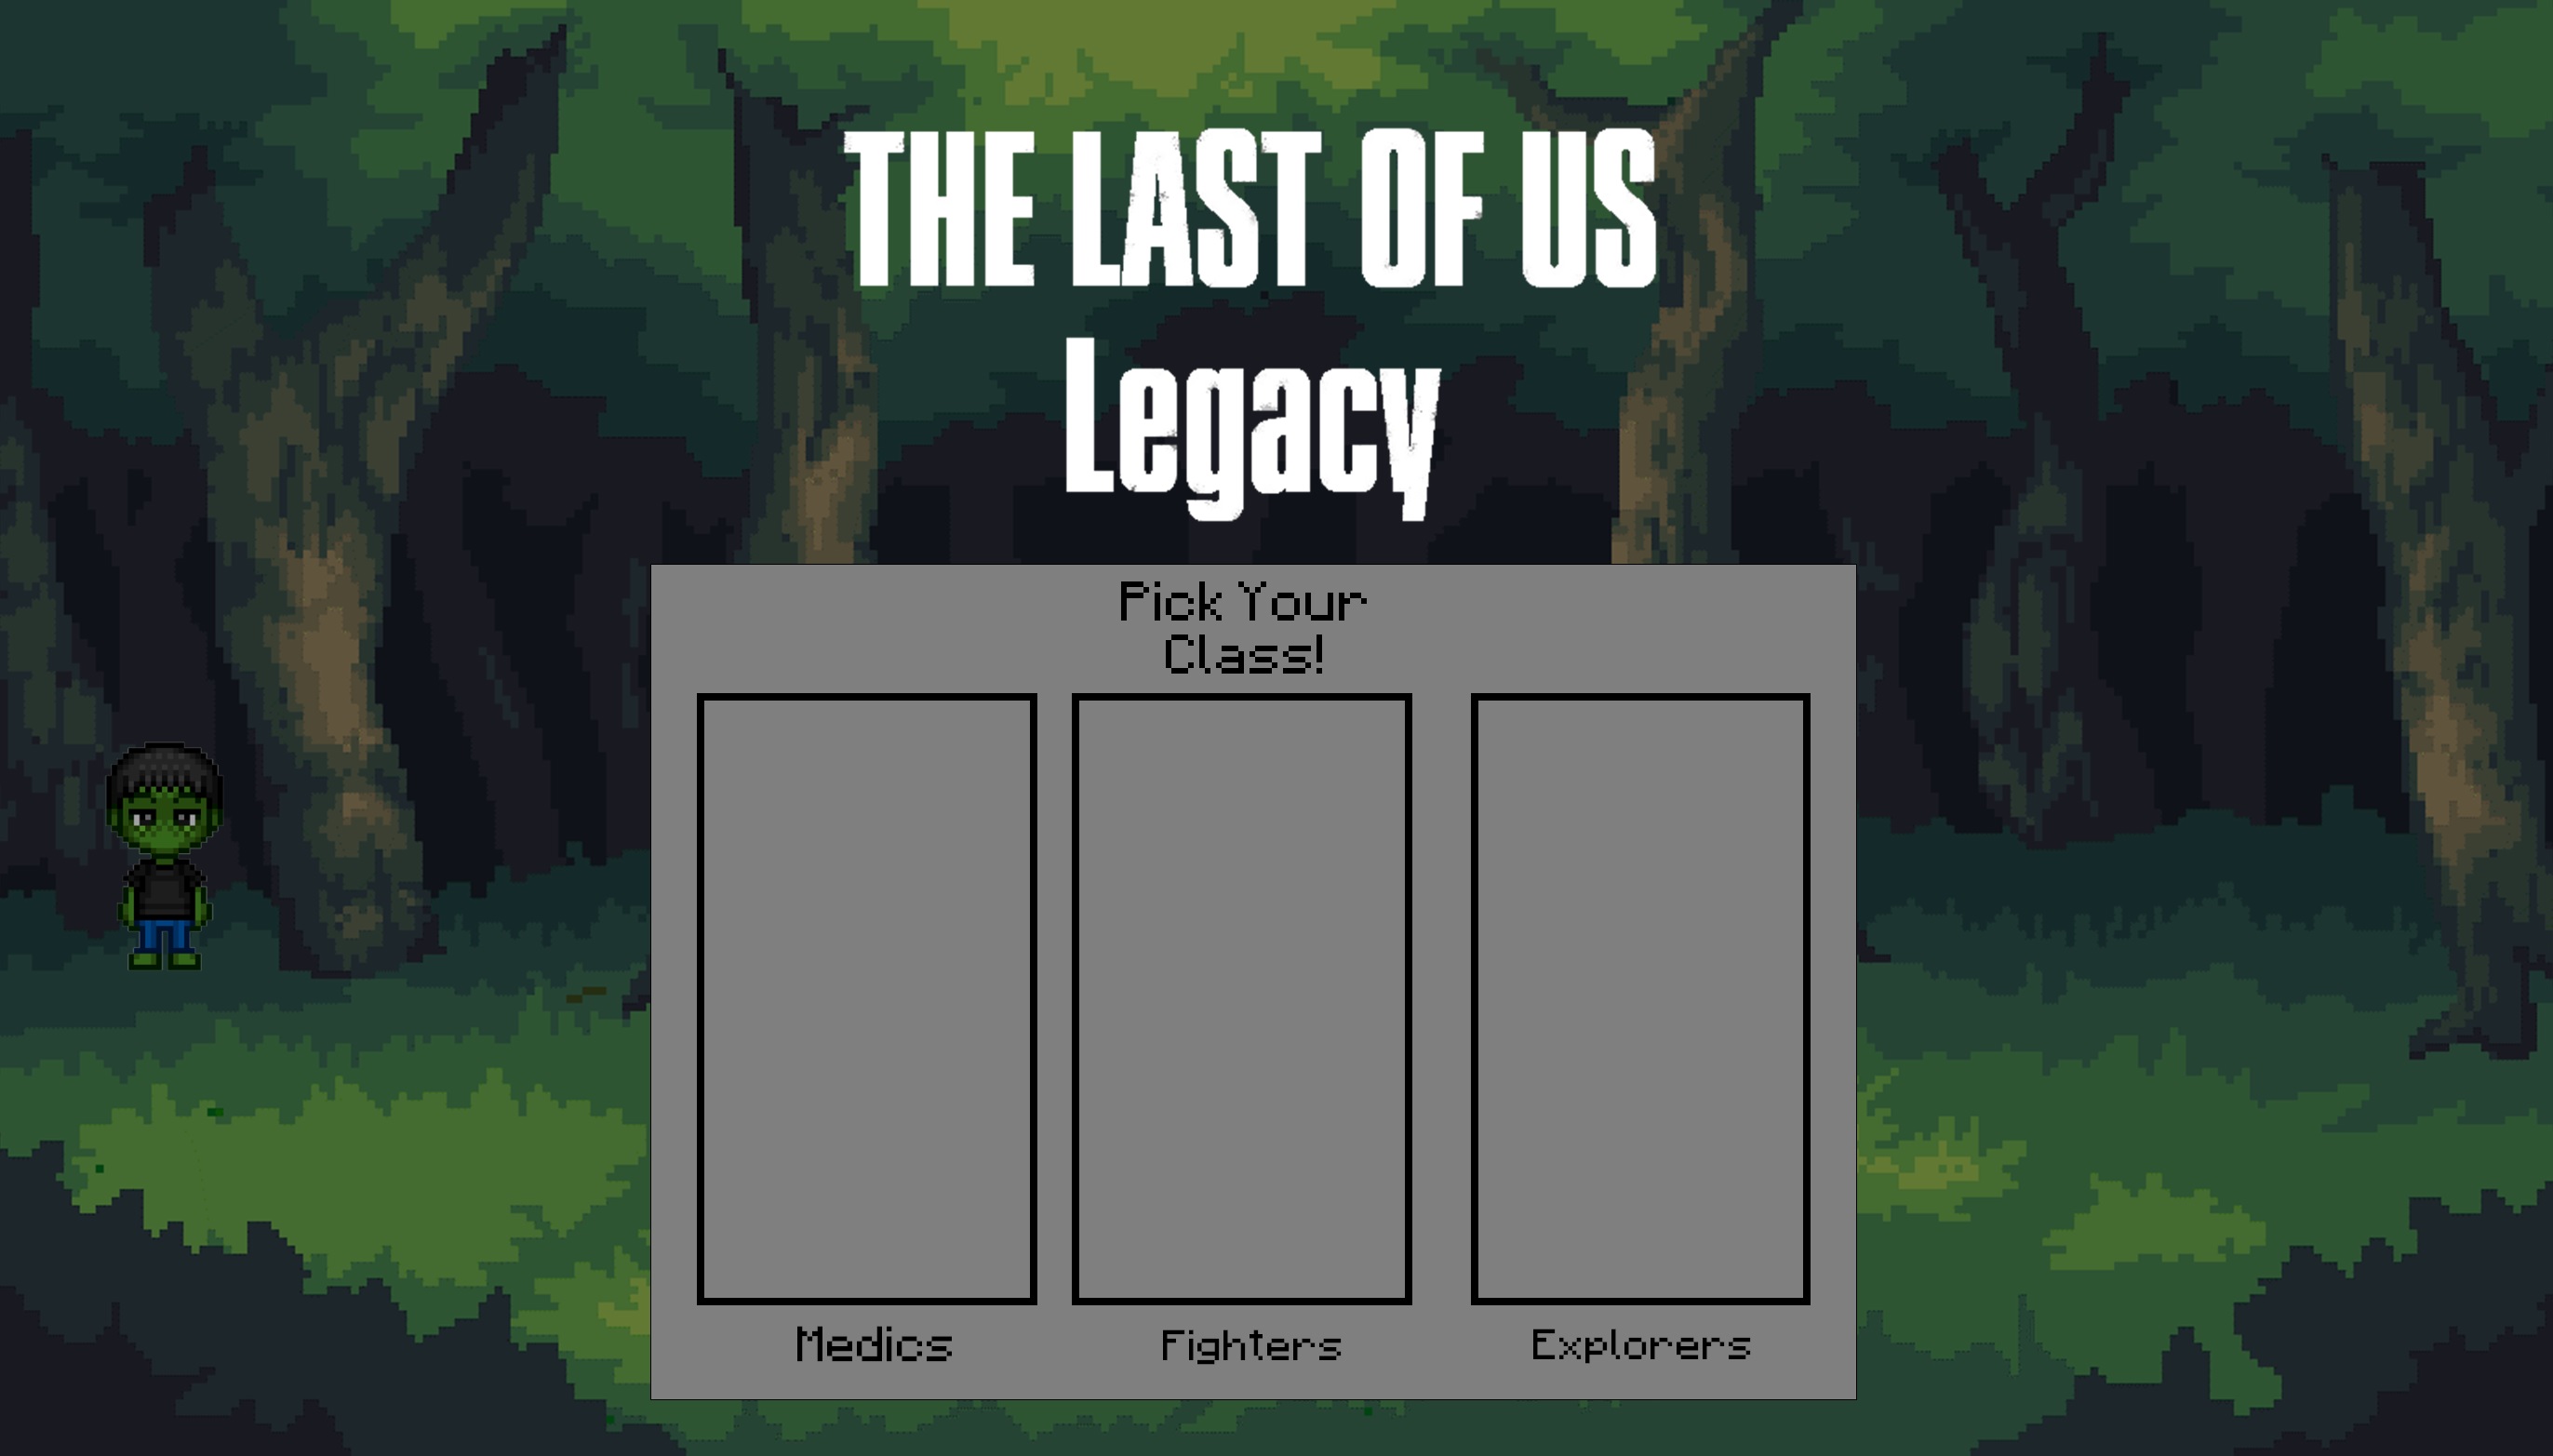 THE LAST OF US
Legacy
Pick Your
Class!
Medics
Fighters
Explorers